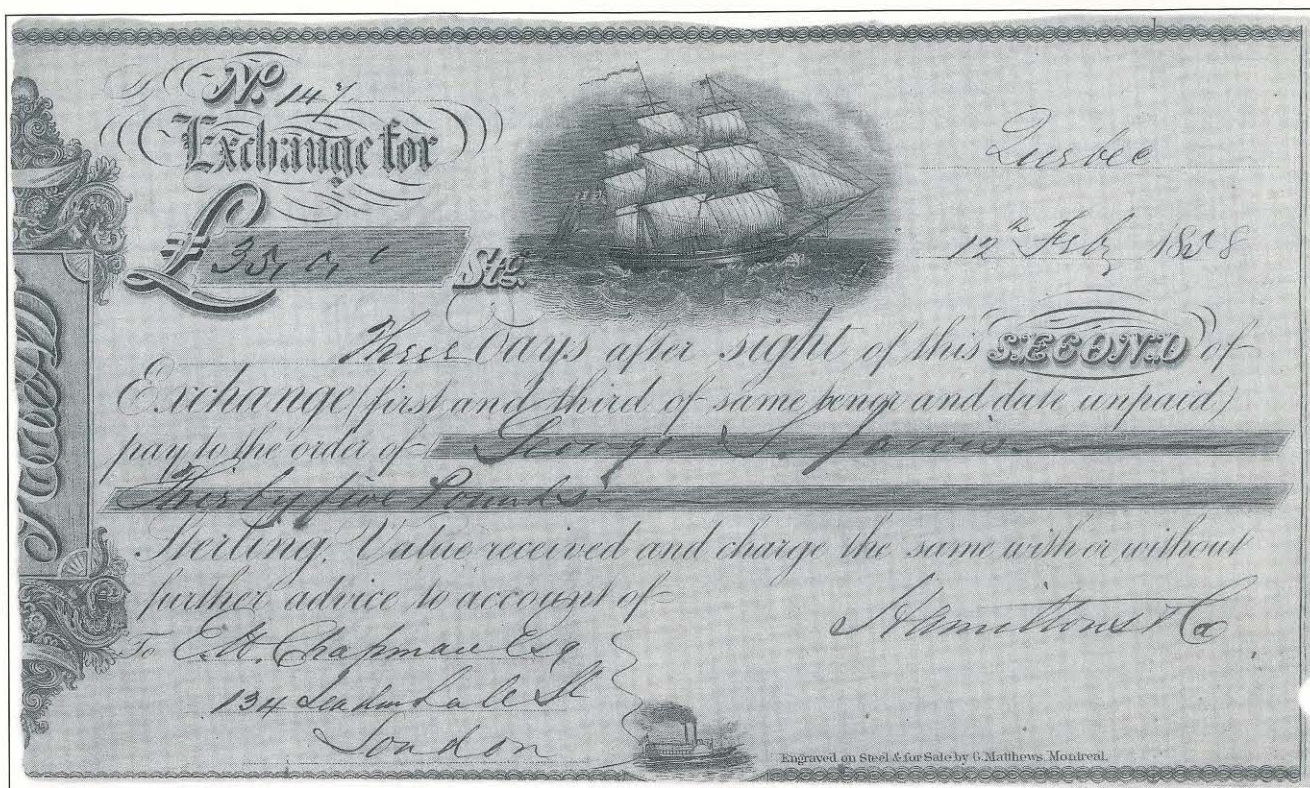 No. 147
Exchange for
Quebec
£ 35, 0, 0 Stg.
12th Feby 1858
Three Days after sight of this SECOND of
Exchange (first and third of same tenor and date unpaid)
pay to the order of George S. Jarvis
Thirty five Pounds
Sterling, Value received and charge the same with or without
further advice to account of
Hamiltons & Co
To E. H. Chapman Esq
134 Leadenhall St
London
Engraved on Steel & for Sale by G. Matthews, Montreal.